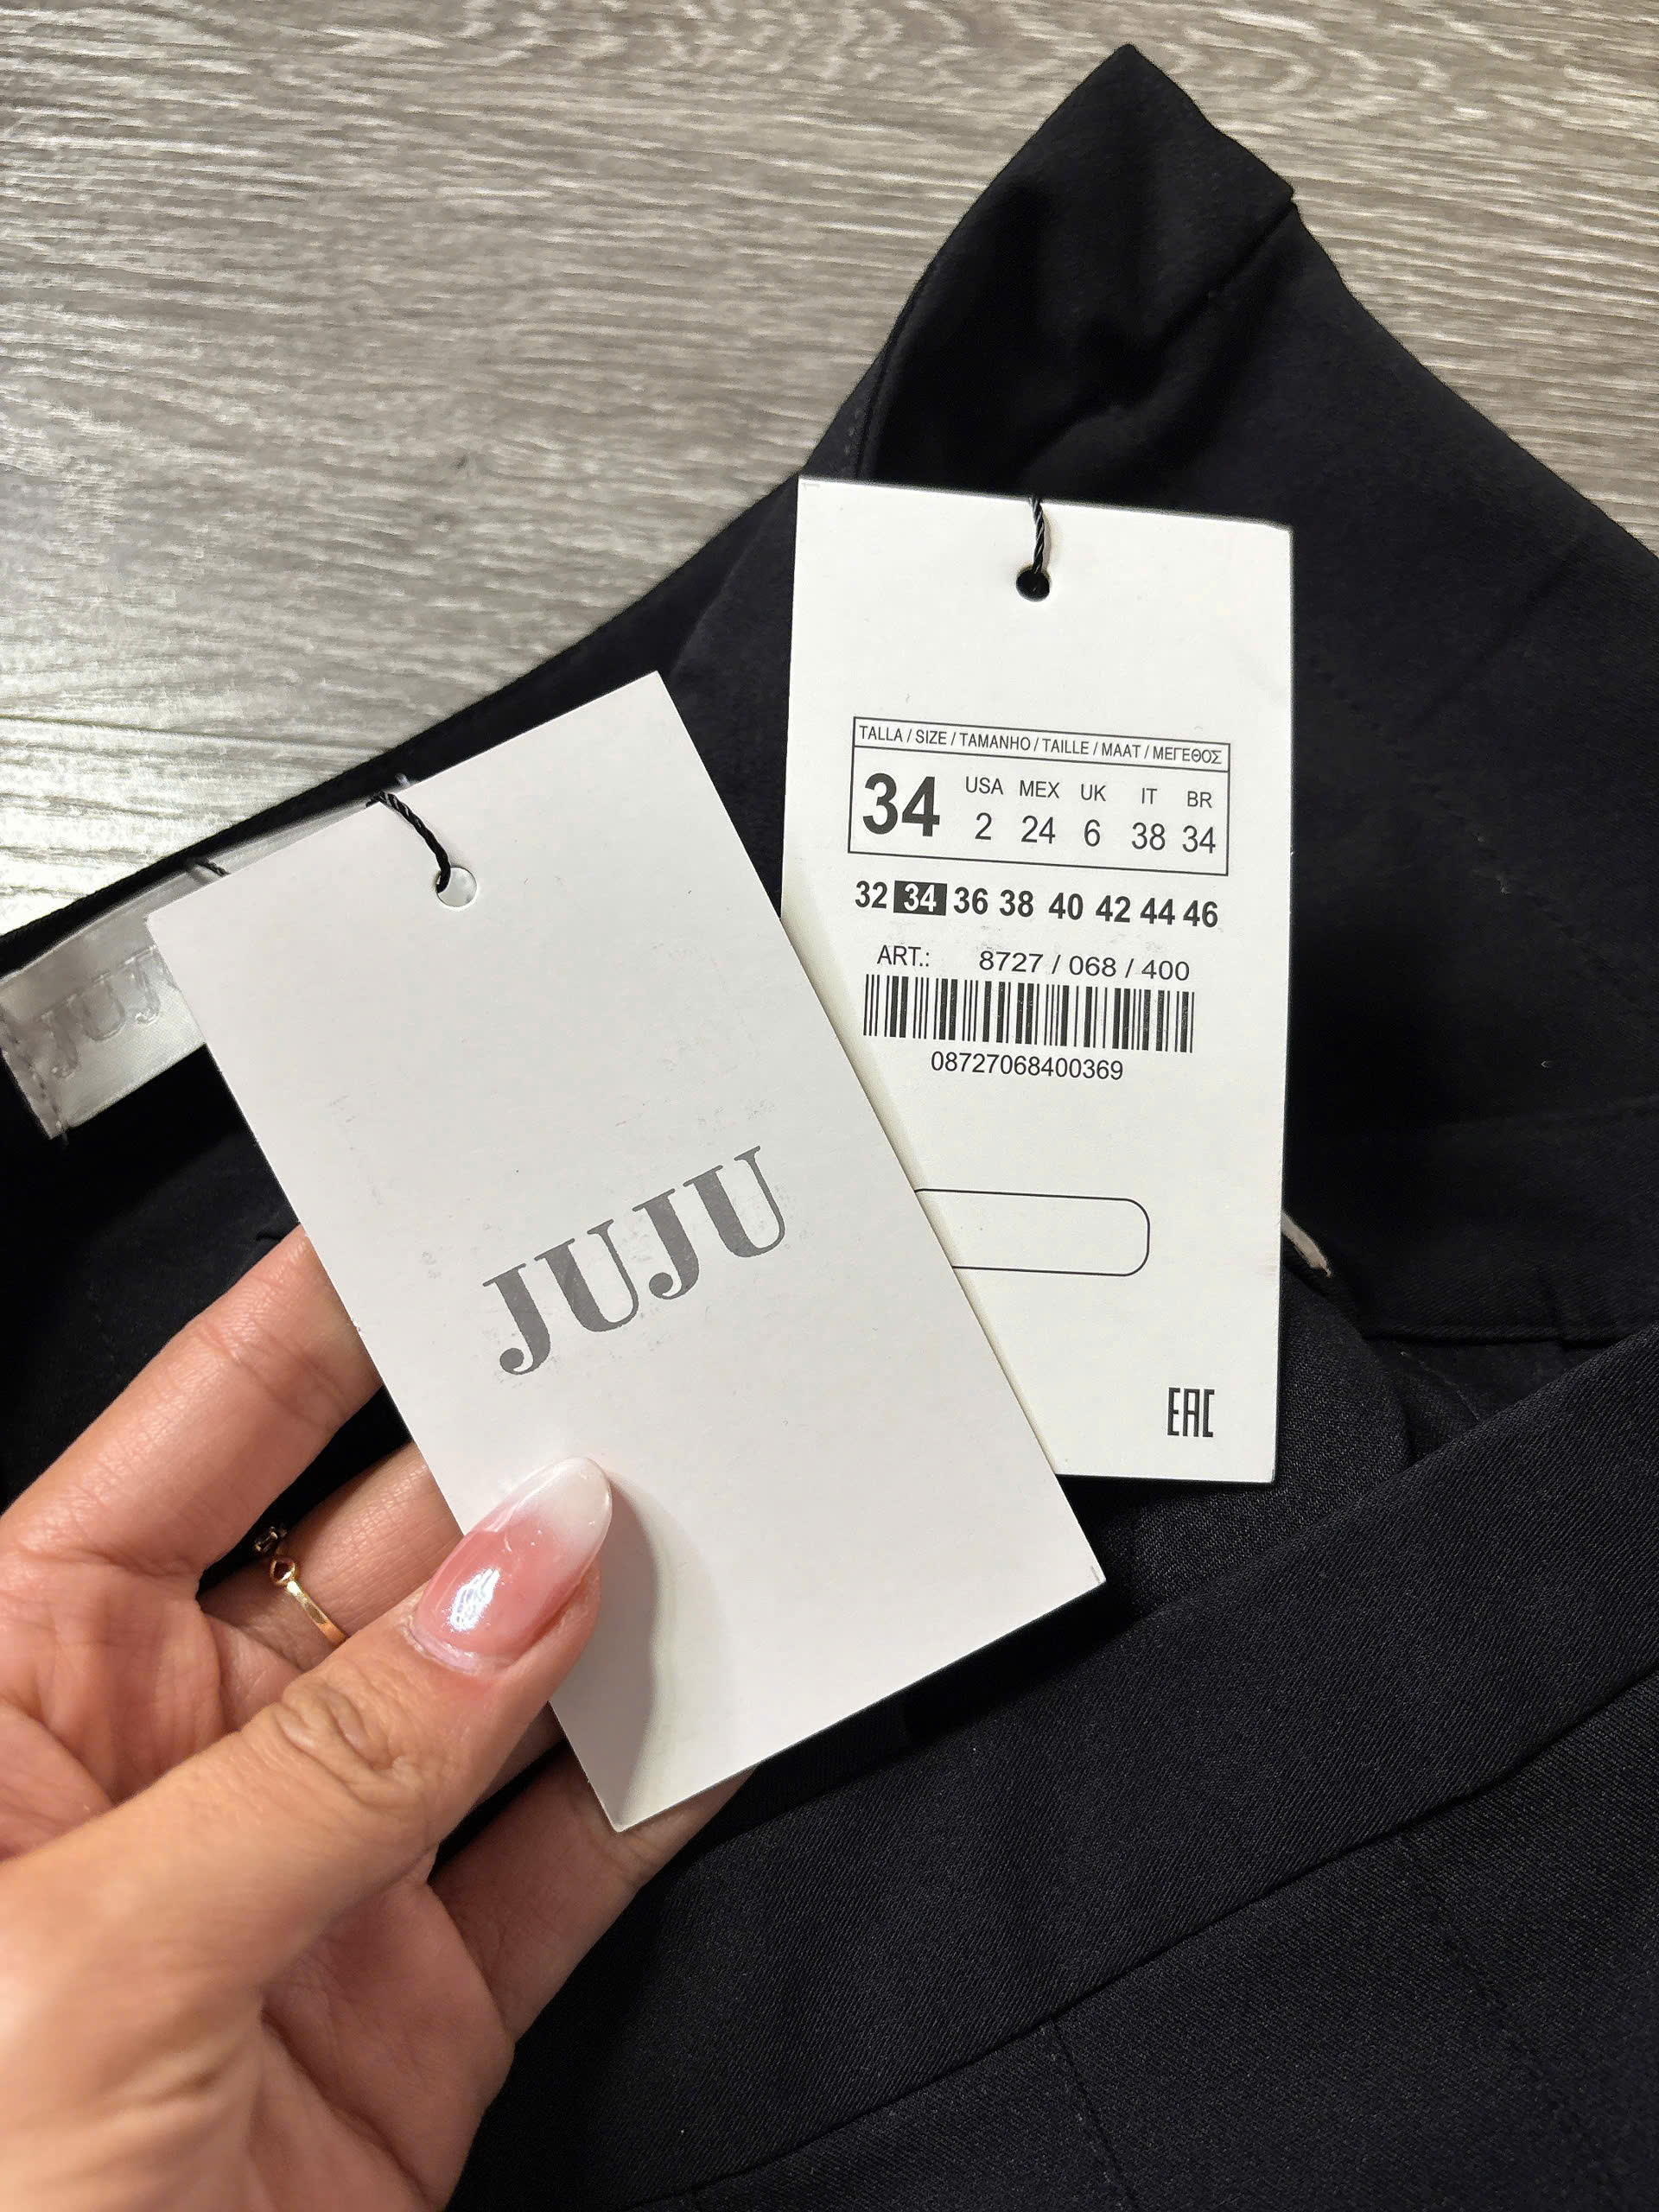 JUJU
JUJU
TALLA / SIZE / TAMANHO / TAILLE / MAAT / ΜΕΓΕΘΟΣ
34 USA MEX UK IT BR
2 24 6 38 34
32 34 36 38 40 42 44 46
ART.: 8727 / 068 / 400
08727068400369
EAC